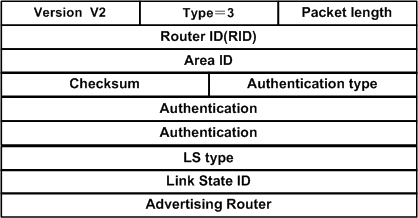 Version V2 Type＝3 Packet length
Router ID(RID)
Area ID
Checksum Authentication type
Authentication
Authentication
LS type
Link State ID
Advertising Router